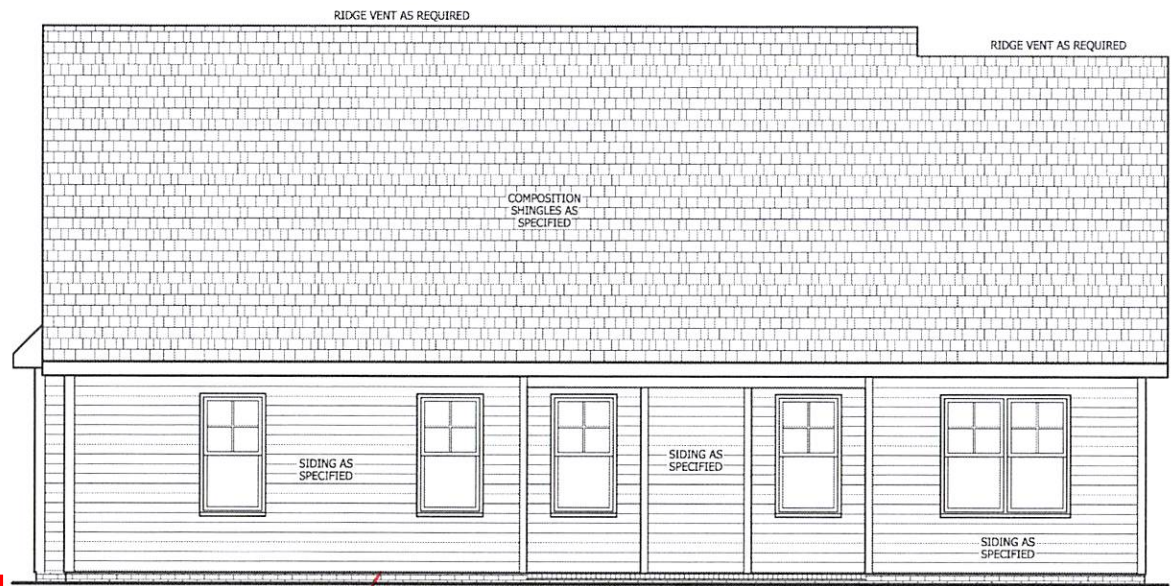 RIDGE VENT AS REQUIRED
RIDGE VENT AS REQUIRED
COMPOSITION
SHINGLES AS
SPECIFIED
SIDING AS
SPECIFIED
SIDING AS
SPECIFIED
SIDING AS
SPECIFIED